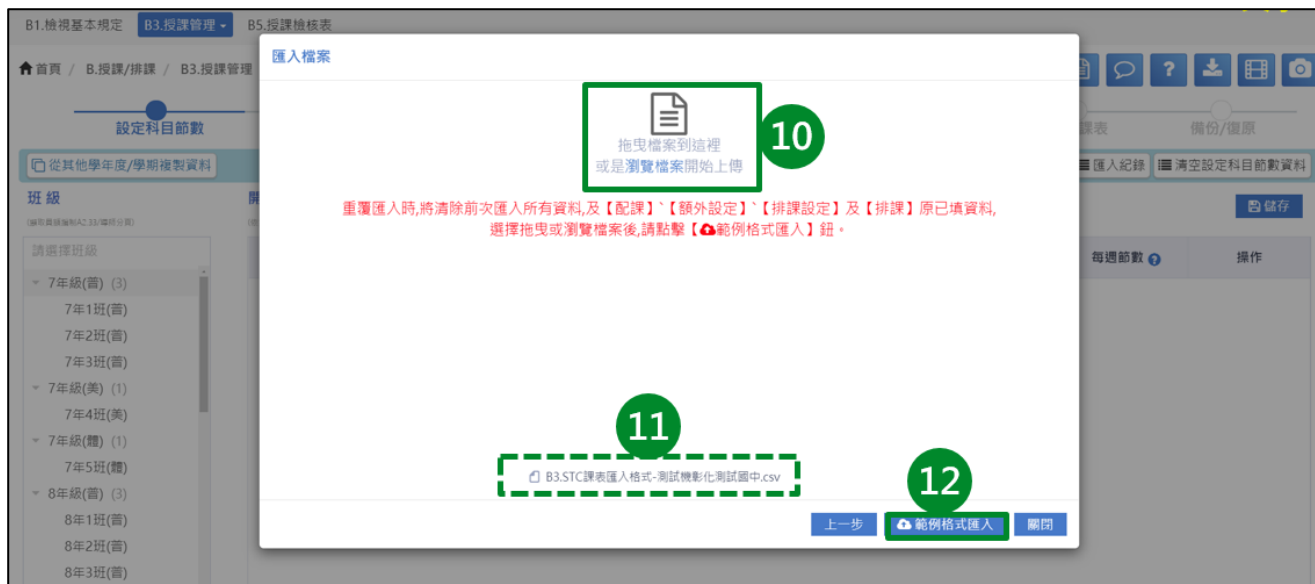 B1.檢視基本規定 B3.授課管理 B5.授課檢核表
首頁 / B.授課/排課 / B3.授課管理
設定科目節數
課表
備份/復原
從其他學年度/學期複製資料
匯入紀錄
清空設定科目節數資料
班級
開
儲存
請選擇班級
每週節數
操作
7年級(普) (3)
7年1班(普)
7年2班(普)
7年3班(普)
7年級(美) (1)
7年4班(美)
7年級(體) (1)
7年5班(體)
8年級(普) (3)
8年1班(普)
8年2班(普)
8年3班(普)
匯入檔案
拖曳檔案到這裡
或是瀏覽檔案開始上傳
10
重覆匯入時,將清除前次匯入所有資料,及【配課】、【額外設定】、【排課設定】及【排課】原已填資料,
選擇拖曳或瀏覽檔案後,請點擊【範例格式匯入】鈕。
11
B3.STC課表匯入格式-測試機彰化測試國中.csv
12
上一步 範例格式匯入 關閉